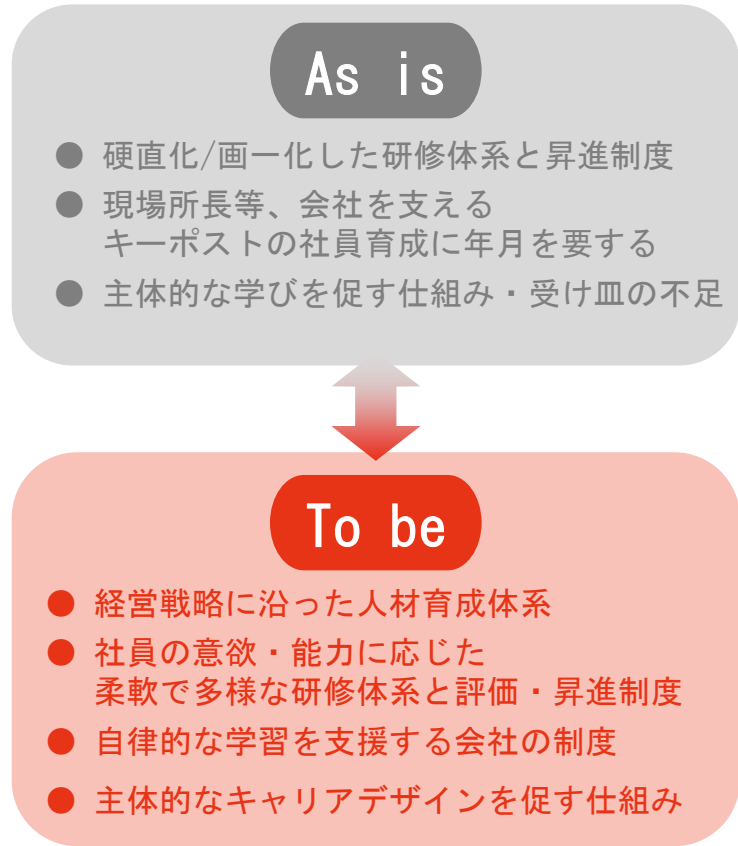 As is
● 硬直化/画一化した研修体系と昇進制度
● 現場所長等、会社を支える
キーポストの社員育成に年月を要する
● 主体的な学びを促す仕組み・受け皿の不足
To be
● 経営戦略に沿った人材育成体系
● 社員の意欲・能力に応じた
柔軟で多様な研修体系と評価・昇進制度
● 自律的な学習を支援する会社の制度
● 主体的なキャリアデザインを促す仕組み